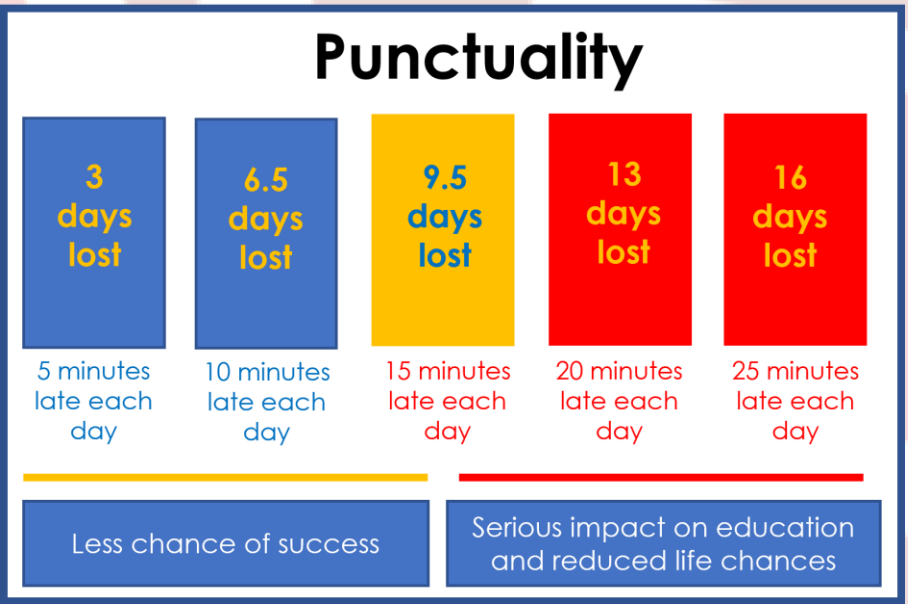 Punctuality
3
days
lost
6.5
days
lost
9.5
days
lost
13
days
lost
16
days
lost
5 minutes
late each
day
10 minutes
late each
day
15 minutes
late each
day
20 minutes
late each
day
25 minutes
late each
day
Less chance of success
Serious impact on education
and reduced life chances